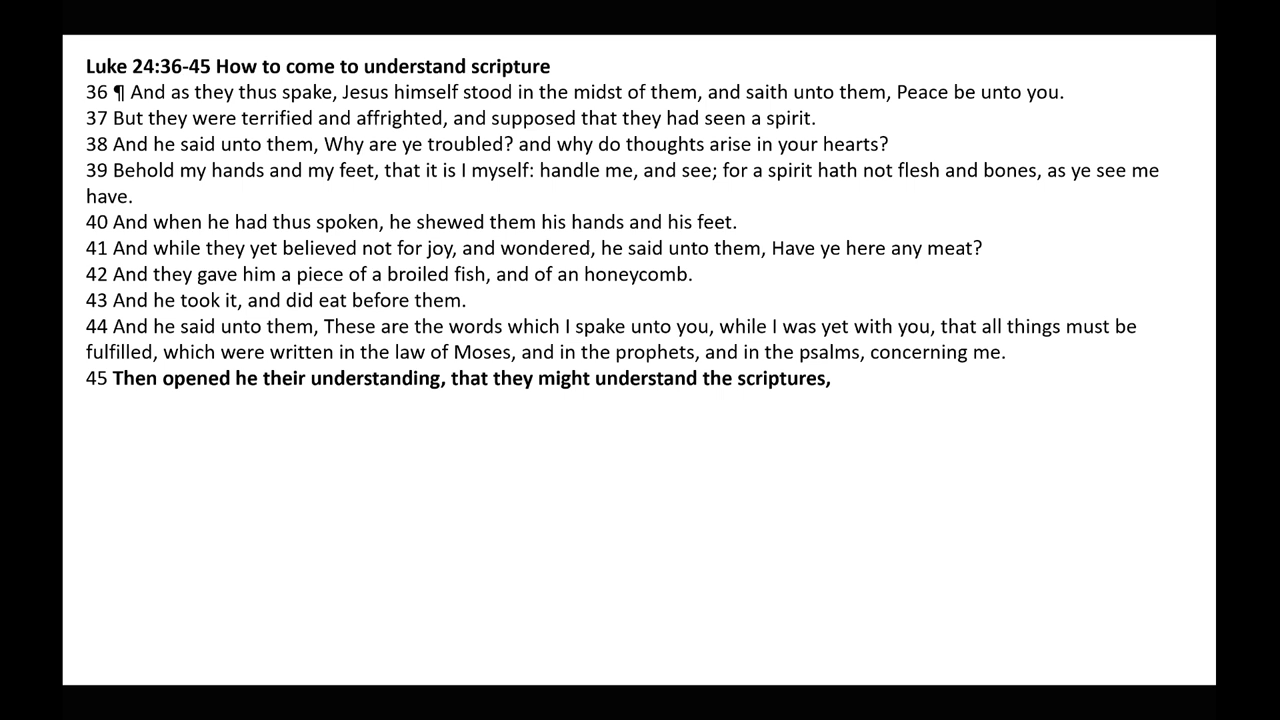 Luke 24:36-45 How to come to understand scripture
36 ¶ And as they thus spake, Jesus himself stood in the midst of them, and saith unto them, Peace be unto you.
37 But they were terrified and affrighted, and supposed that they had seen a spirit.
38 And he said unto them, Why are ye troubled? and why do thoughts arise in your hearts?
39 Behold my hands and my feet, that it is I myself: handle me, and see; for a spirit hath not flesh and bones, as ye see me
have.
40 And when he had thus spoken, he shewed them his hands and his feet.
41 And while they yet believed not for joy, and wondered, he said unto them, Have ye here any meat?
42 And they gave him a piece of a broiled fish, and of an honeycomb.
43 And he took it, and did eat before them.
44 And he said unto them, These are the words which I spake unto you, while I was yet with you, that all things must be
fulfilled, which were written in the law of Moses, and in the prophets, and in the psalms, concerning me.
45 Then opened he their understanding, that they might understand the scriptures,